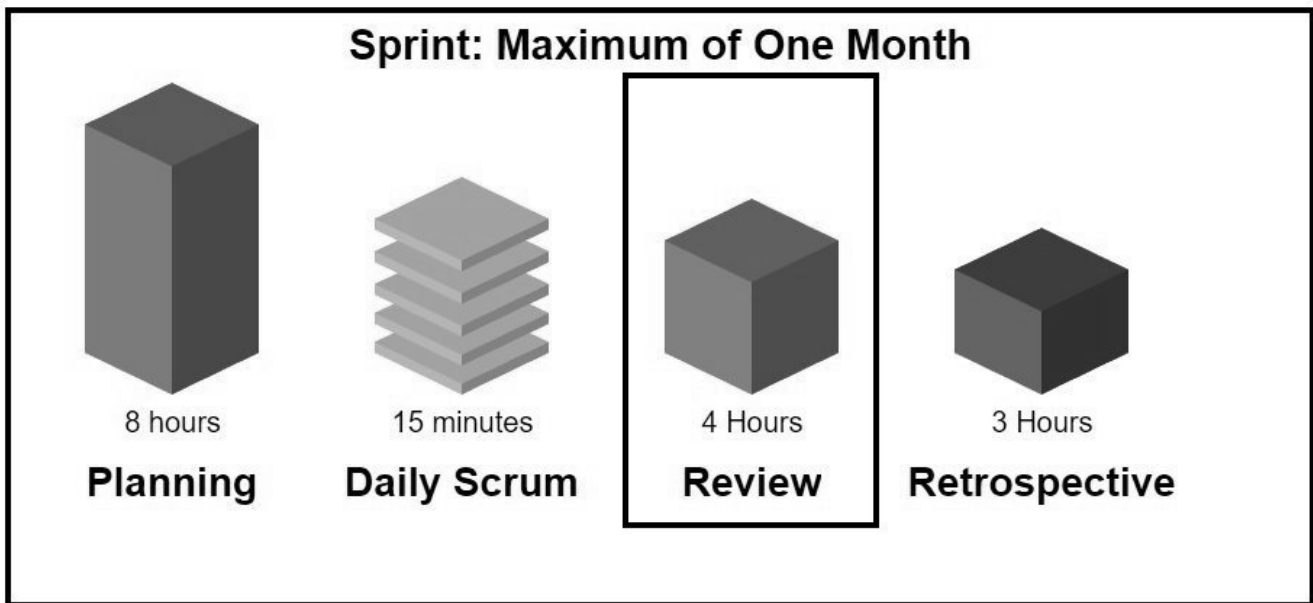 Sprint: Maximum of One Month
8 hours
15 minutes
4 Hours
3 Hours
Planning
Daily Scrum
Review
Retrospective